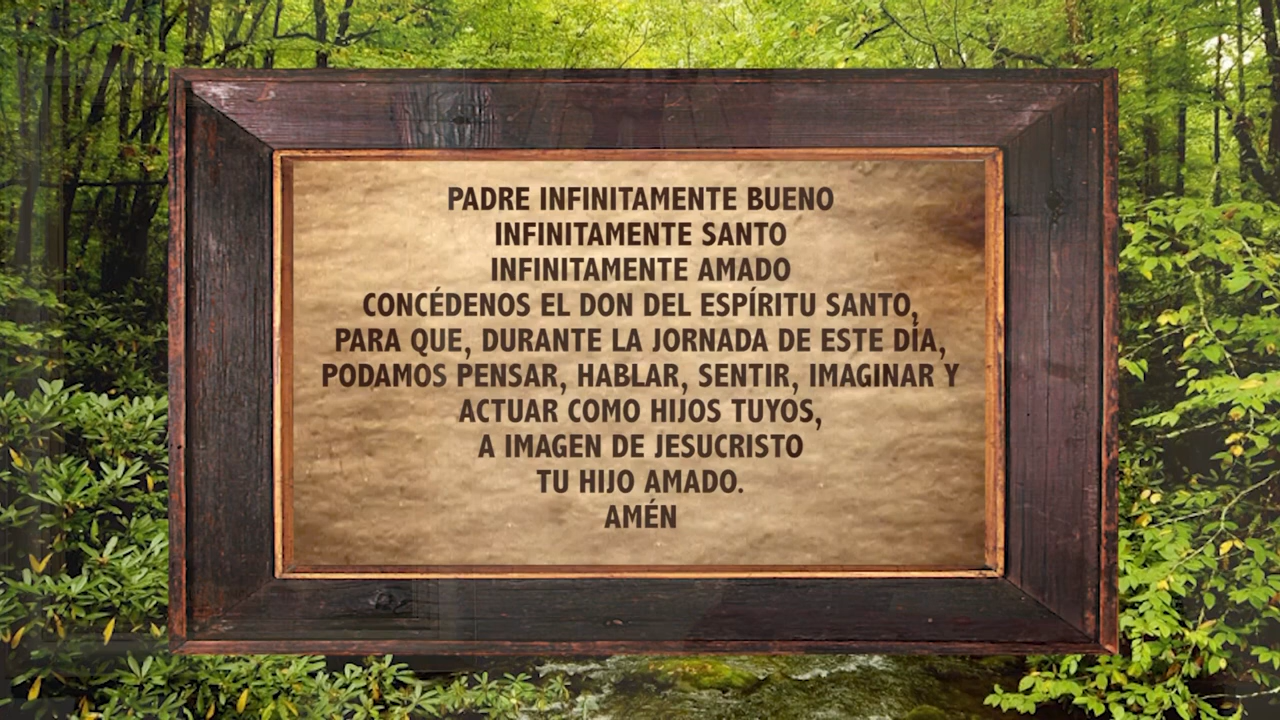 PADRE INFINITAMENTE BUENO
INFINITAMENTE SANTO
INFINITAMENTE AMADO
CONCÉDENOS EL DON DEL ESPÍRITU SANTO,
PARA QUE, DURANTE LA JORNADA DE ESTE DÍA,
PODAMOS PENSAR, HABLAR, SENTIR, IMAGINAR Y
ACTUAR COMO HIJOS TUYOS,
A IMAGEN DE JESUCRISTO
TU HIJO AMADO.
AMÉN